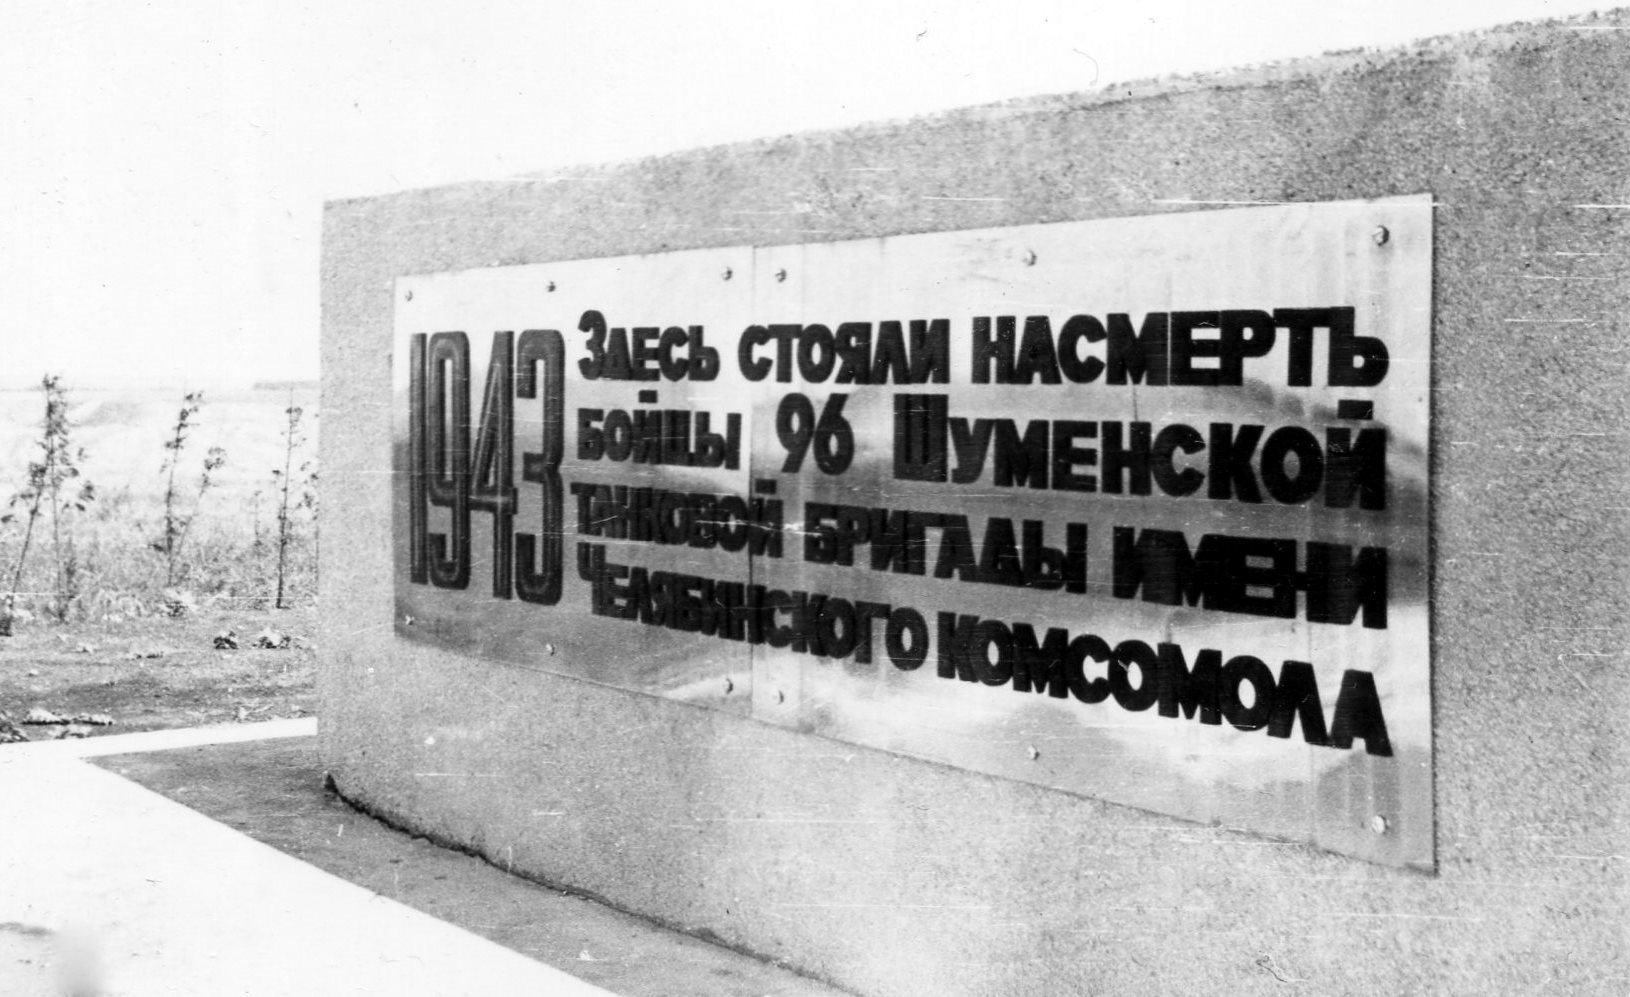 1943
Здесь стояли насмерть
бойцы 96 Шуменской
танковой бригады имени
Челябинского комсомола